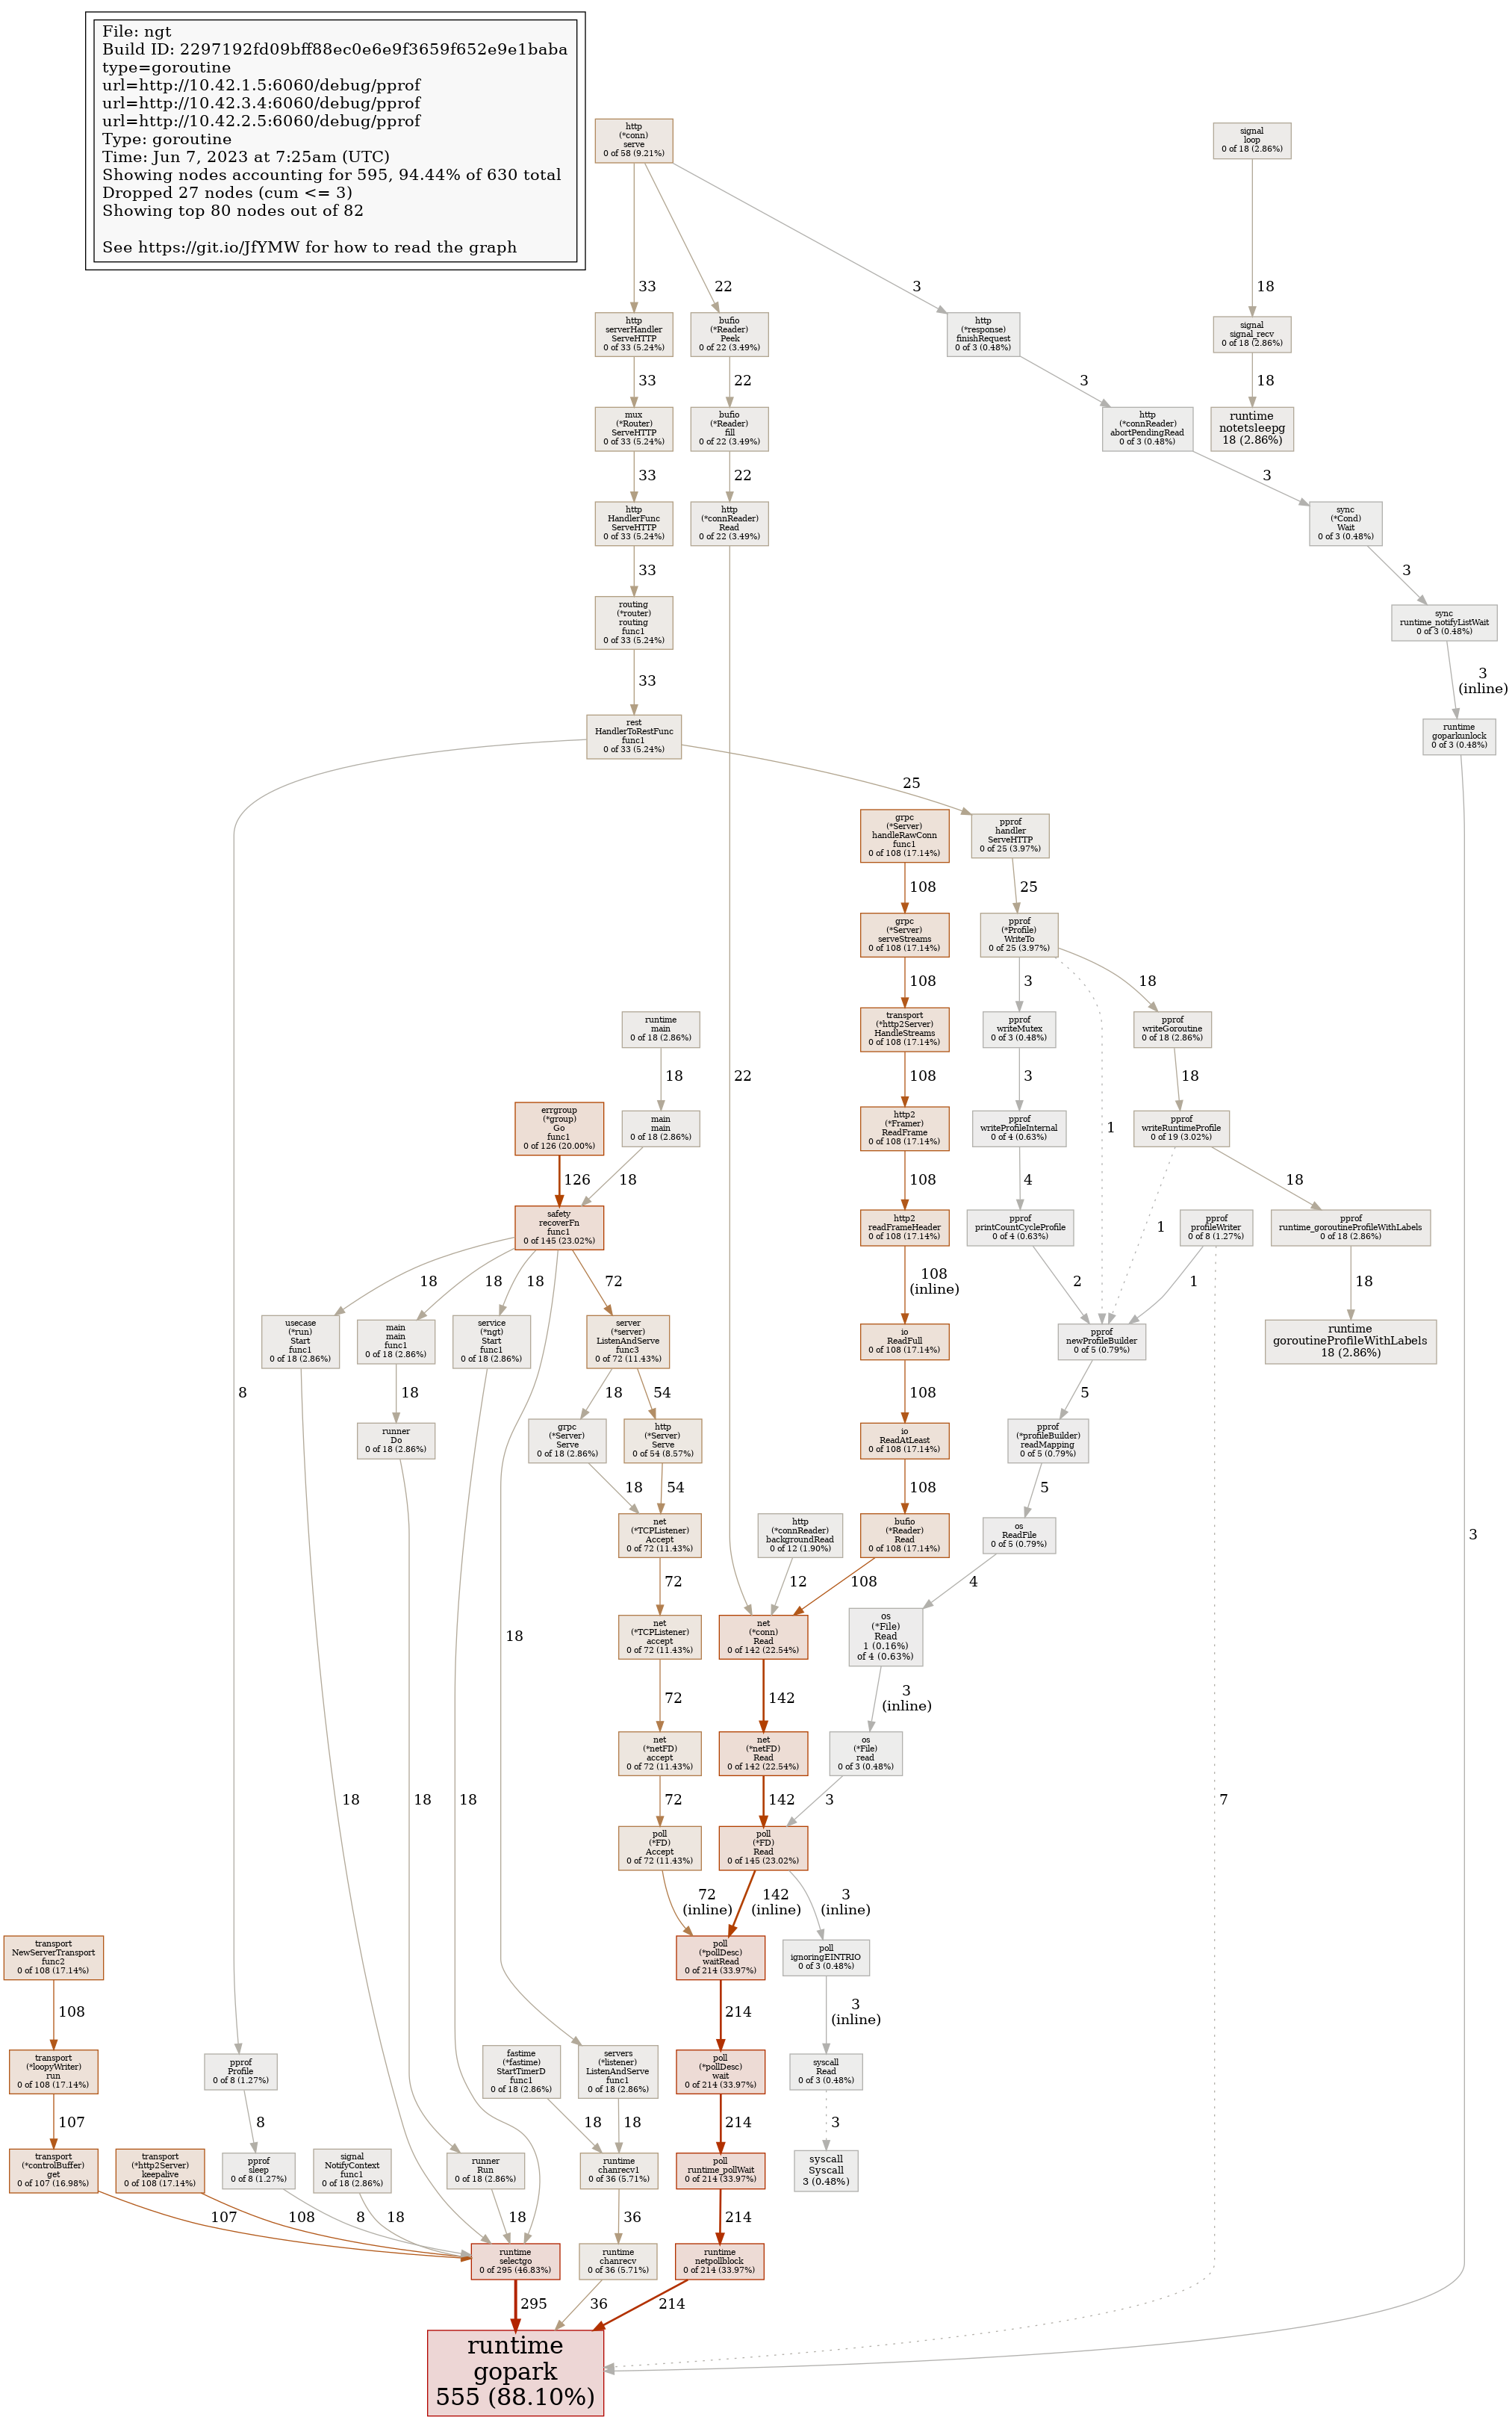 File: ngt
Build ID: 2297192fd09bff88ec0e6e9f3659f652e9e1baba
type=goroutine
url=http://10.42.1.5:6060/debug/pprof
url=http://10.42.3.4:6060/debug/pprof
url=http://10.42.2.5:6060/debug/pprof
Type: goroutine
Time: Jun 7, 2023 at 7:25am (UTC)
Showing nodes accounting for 595, 94.44% of 630 total
Dropped 27 nodes (cum <= 3)
Showing top 80 nodes out of 82
See https://git.io/JfYMW for how to read the graph
http
(*conn)
serve
0 of 58 (9.21%)
signal
loop
0 of 18 (2.86%)
33
22
3
18
http
serverHandler
ServeHTTP
0 of 33 (5.24%)
bufio
(*Reader)
Peek
0 of 22 (3.49%)
http
(*response)
finishRequest
0 of 3 (0.48%)
signal
signal_recv
0 of 18 (2.86%)
33
22
3
18
mux
(*Router)
ServeHTTP
0 of 33 (5.24%)
bufio
(*Reader)
fill
0 of 22 (3.49%)
http
(*connReader)
abortPendingRead
0 of 3 (0.48%)
runtime
notetsleepg
18 (2.86%)
33
22
3
http
HandlerFunc
ServeHTTP
0 of 33 (5.24%)
http
(*connReader)
Read
0 of 22 (3.49%)
sync
(*Cond)
Wait
0 of 3 (0.48%)
33
3
routing
(*router)
routing
func1
0 of 33 (5.24%)
sync
runtime_notifyListWait
0 of 3 (0.48%)
33
3
(inline)
rest
HandlerToRestFunc
func1
0 of 33 (5.24%)
runtime
goparkunlock
0 of 3 (0.48%)
25
grpc
(*Server)
handleRawConn
func1
0 of 108 (17.14%)
pprof
handler
ServeHTTP
0 of 25 (3.97%)
108
25
grpc
(*Server)
serveStreams
0 of 108 (17.14%)
pprof
(*Profile)
WriteTo
0 of 25 (3.97%)
108
3
18
runtime
main
0 of 18 (2.86%)
transport
(*http2Server)
HandleStreams
0 of 108 (17.14%)
pprof
writeMutex
0 of 3 (0.48%)
pprof
writeGoroutine
0 of 18 (2.86%)
18
22
108
3
18
errgroup
(*group)
Go
func1
0 of 126 (20.00%)
main
main
0 of 18 (2.86%)
http2
(*Framer)
ReadFrame
0 of 108 (17.14%)
pprof
writeProfileInternal
0 of 4 (0.63%)
1
pprof
writeRuntimeProfile
0 of 19 (3.02%)
126
18
108
4
18
safety
recoverFn
func1
0 of 145 (23.02%)
http2
readFrameHeader
0 of 108 (17.14%)
pprof
printCountCycleProfile
0 of 4 (0.63%)
1
pprof
profileWriter
0 of 8 (1.27%)
pprof
runtime_goroutineProfileWithLabels
0 of 18 (2.86%)
18
18
18
72
108
(inline)
2
1
18
usecase
(*run)
Start
func1
0 of 18 (2.86%)
main
main
func1
0 of 18 (2.86%)
service
(*ngt)
Start
func1
0 of 18 (2.86%)
server
(*server)
ListenAndServe
func3
0 of 72 (11.43%)
io
ReadFull
0 of 108 (17.14%)
pprof
newProfileBuilder
0 of 5 (0.79%)
runtime
goroutineProfileWithLabels
18 (2.86%)
8
18
18
54
108
5
runner
Do
0 of 18 (2.86%)
grpc
(*Server)
Serve
0 of 18 (2.86%)
http
(*Server)
Serve
0 of 54 (8.57%)
io
ReadAtLeast
0 of 108 (17.14%)
pprof
(*profileBuilder)
readMapping
0 of 5 (0.79%)
18
54
108
5
net
(*TCPListener)
Accept
0 of 72 (11.43%)
http
(*connReader)
backgroundRead
0 of 12 (1.90%)
bufio
(*Reader)
Read
0 of 108 (17.14%)
os
ReadFile
0 of 5 (0.79%)
3
72
12
108
4
18
net
(*TCPListener)
accept
0 of 72 (11.43%)
net
(*conn)
Read
0 of 142 (22.54%)
os
(*File)
Read
1 (0.16%)
of 4 (0.63%)
72
142
3
(inline)
net
(*netFD)
accept
0 of 72 (11.43%)
net
(*netFD)
Read
0 of 142 (22.54%)
os
(*File)
read
0 of 3 (0.48%)
18
18
18
72
142
3
7
poll
(*FD)
Accept
0 of 72 (11.43%)
poll
(*FD)
Read
0 of 145 (23.02%)
72
(inline)
142
(inline)
3
(inline)
transport
NewServerTransport
func2
0 of 108 (17.14%)
poll
(*pollDesc)
waitRead
0 of 214 (33.97%)
poll
ignoringEINTRIO
0 of 3 (0.48%)
108
214
3
(inline)
transport
(*loopyWriter)
run
0 of 108 (17.14%)
pprof
Profile
0 of 8 (1.27%)
fastime
(*fastime)
StartTimerD
func1
0 of 18 (2.86%)
servers
(*listener)
ListenAndServe
func1
0 of 18 (2.86%)
poll
(*pollDesc)
wait
0 of 214 (33.97%)
syscall
Read
0 of 3 (0.48%)
107
8
18
18
214
3
transport
(*controlBuffer)
get
0 of 107 (16.98%)
transport
(*http2Server)
keepalive
0 of 108 (17.14%)
pprof
sleep
0 of 8 (1.27%)
signal
NotifyContext
func1
0 of 18 (2.86%)
runner
Run
0 of 18 (2.86%)
runtime
chanrecv1
0 of 36 (5.71%)
poll
runtime_pollWait
0 of 214 (33.97%)
syscall
Syscall
3 (0.48%)
107
108
8
18
18
36
214
runtime
selectgo
0 of 295 (46.83%)
runtime
chanrecv
0 of 36 (5.71%)
runtime
netpollblock
0 of 214 (33.97%)
295
36
214
runtime
gopark
555 (88.10%)